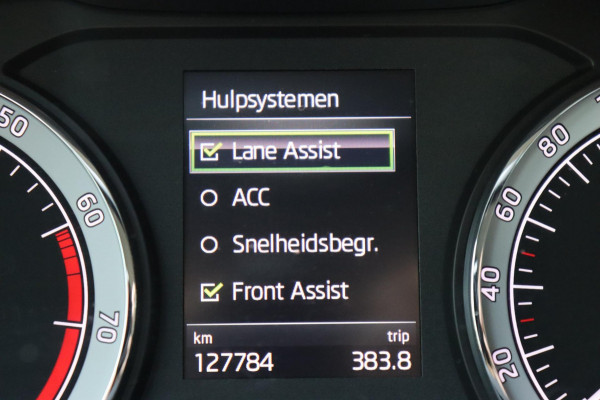 Hulpsystemen
Lane Assist
ACC
Snelheidsbegr.
Front Assist
km trip
127784 383.8
50
60
70
80
60
40
20